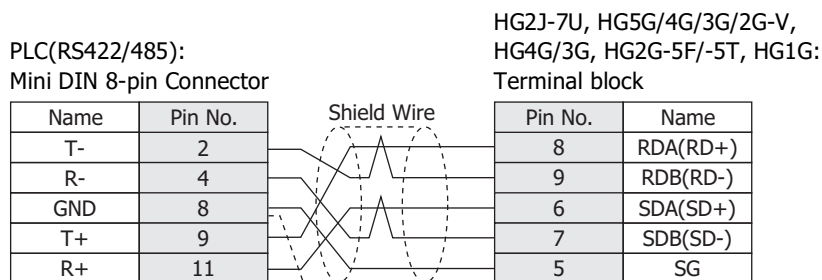 HG2J-7U, HG5G/4G/3G/2G-V,
PLC(RS422/485): HG4G/3G, HG2G-5F/-5T, HG1G:
Mini DIN 8-pin Connector Terminal block
Name Pin No. Shield Wire Pin No. Name
T- 2 8 RDA(RD+)
R- 4 9 RDB(RD-)
GND 8 6 SDA(SD+)
T+ 9 7 SDB(SD-)
R+ 11 5 SG